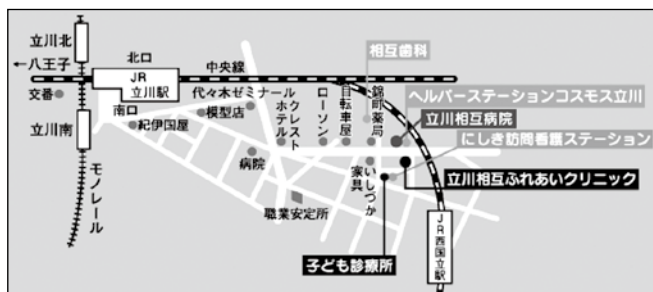 立川北
←八王子
北口
中央線
JR
立川駅
交番
南口
立川南
モノレール
紀伊国屋
模型店
代々木ゼミナール
病院
ホテル
クレスト
ローソン
自転車屋
錦町薬局
相互歯科
ヘルパーステーションコスモス立川
立川相互病院
にしき訪問看護ステーション
立川相互ふれあいクリニック
いしづか
家具
職業安定所
子ども診療所
JR西国立駅